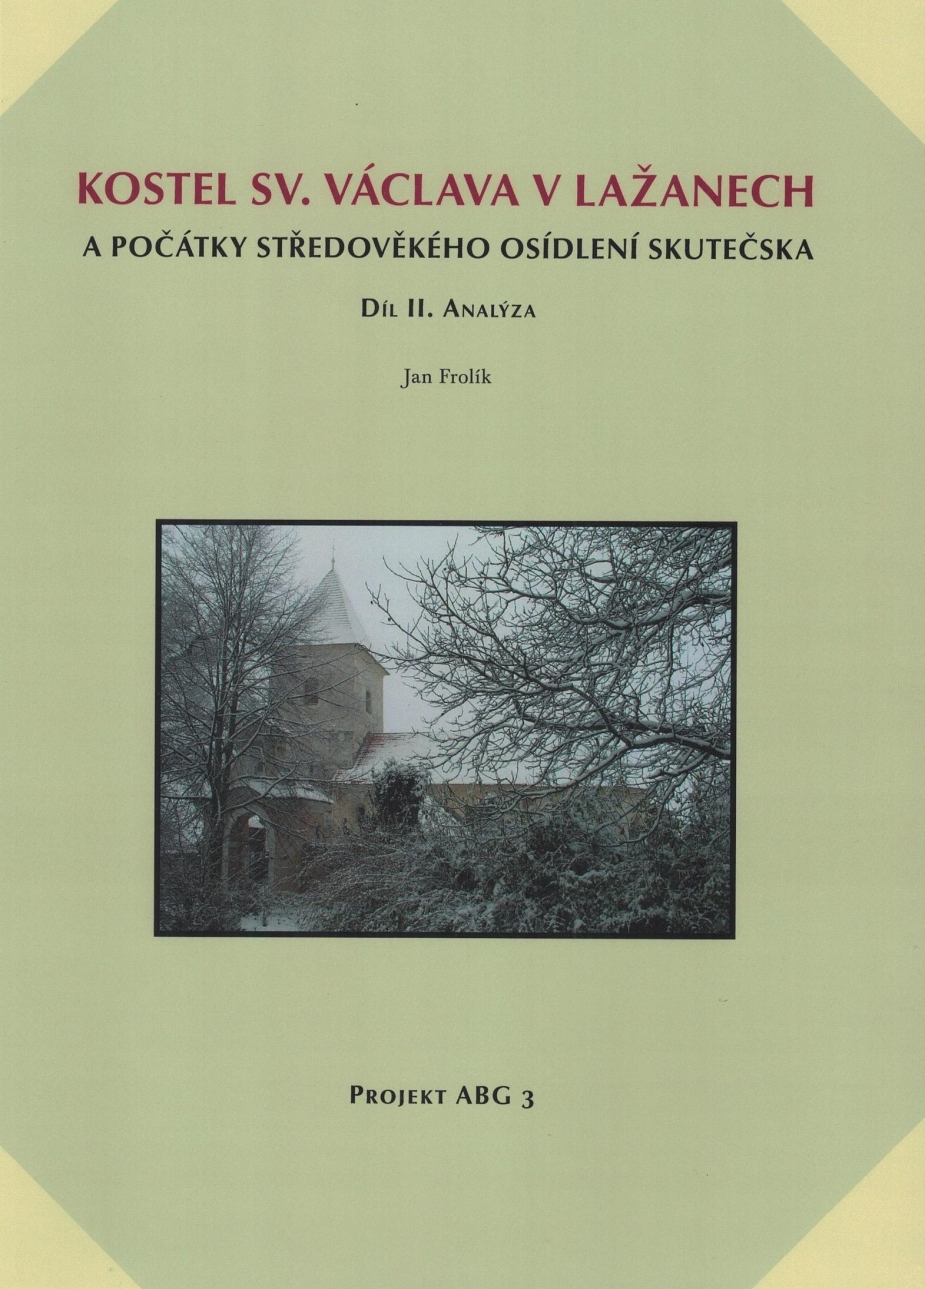 KOSTEL SV. VÁCLAVA V LAŽANECH
A POČÁTKY STŘEDOVĚKÉHO OSÍDLENÍ SKUTEČSKA
DÍL II. ANALÝZA
Jan Frolík
PROJEKT ABG 3